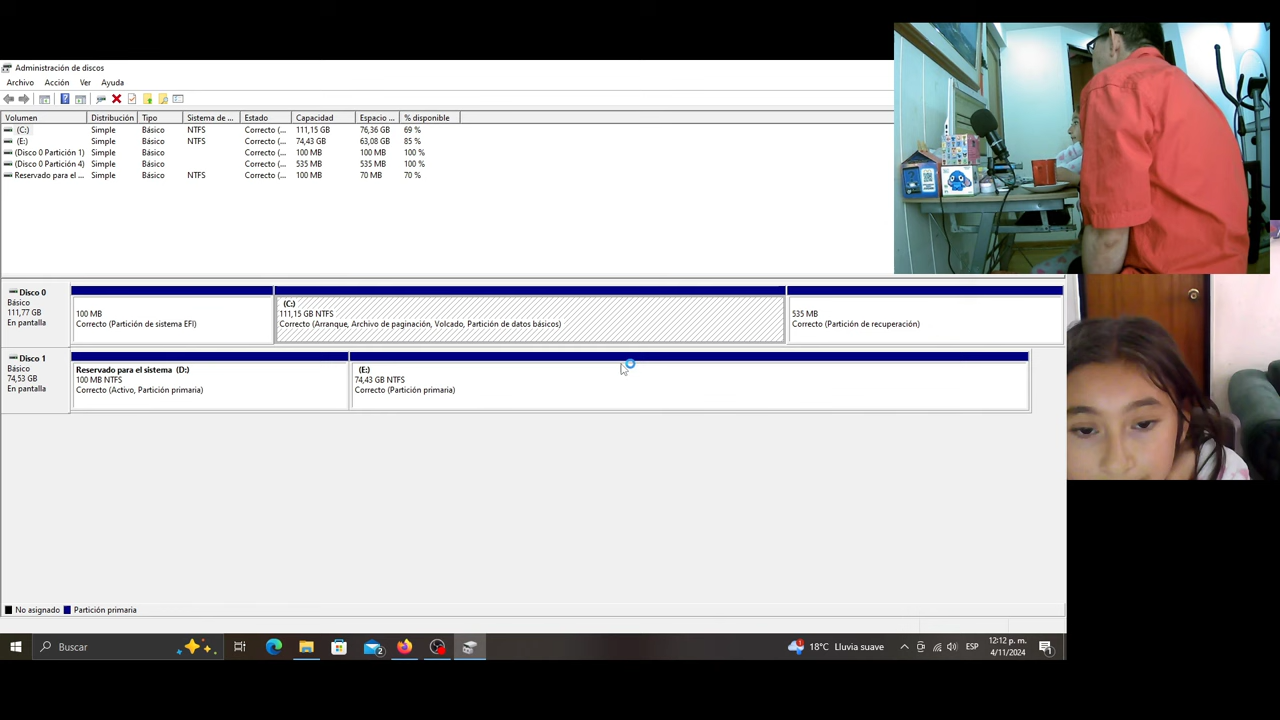 Administración de discos
Archivo Acción Ver Ayuda
Volumen Distribución Tipo Sistema de ... Estado Capacidad Espacio ... % disponible
(C:) Simple Básico NTFS Correcto (... 111,15 GB 76,36 GB 69 %
(E:) Simple Básico NTFS Correcto (... 74,43 GB 63,08 GB 85 %
(Disco 0 Partición 1) Simple Básico Correcto (... 100 MB 100 MB 100 %
(Disco 0 Partición 4) Simple Básico Correcto (... 535 MB 535 MB 100 %
Reservado para el ... Simple Básico NTFS Correcto (... 100 MB 70 MB 70 %
Disco 0
Básico
111,77 GB
En pantalla
100 MB
Correcto (Partición de sistema EFI)
(C:)
111,15 GB NTFS
Correcto (Arranque, Archivo de paginación, Volcado, Partición de datos básicos)
535 MB
Correcto (Partición de recuperación)
Disco 1
Básico
74,53 GB
En pantalla
Reservado para el sistema (D:)
100 MB NTFS
Correcto (Activo, Partición primaria)
(E:)
74,43 GB NTFS
Correcto (Partición primaria)
No asignado Partición primaria
Buscar
2
18°C Lluvia suave
ESP
12:12 p. m.
4/11/2024
1